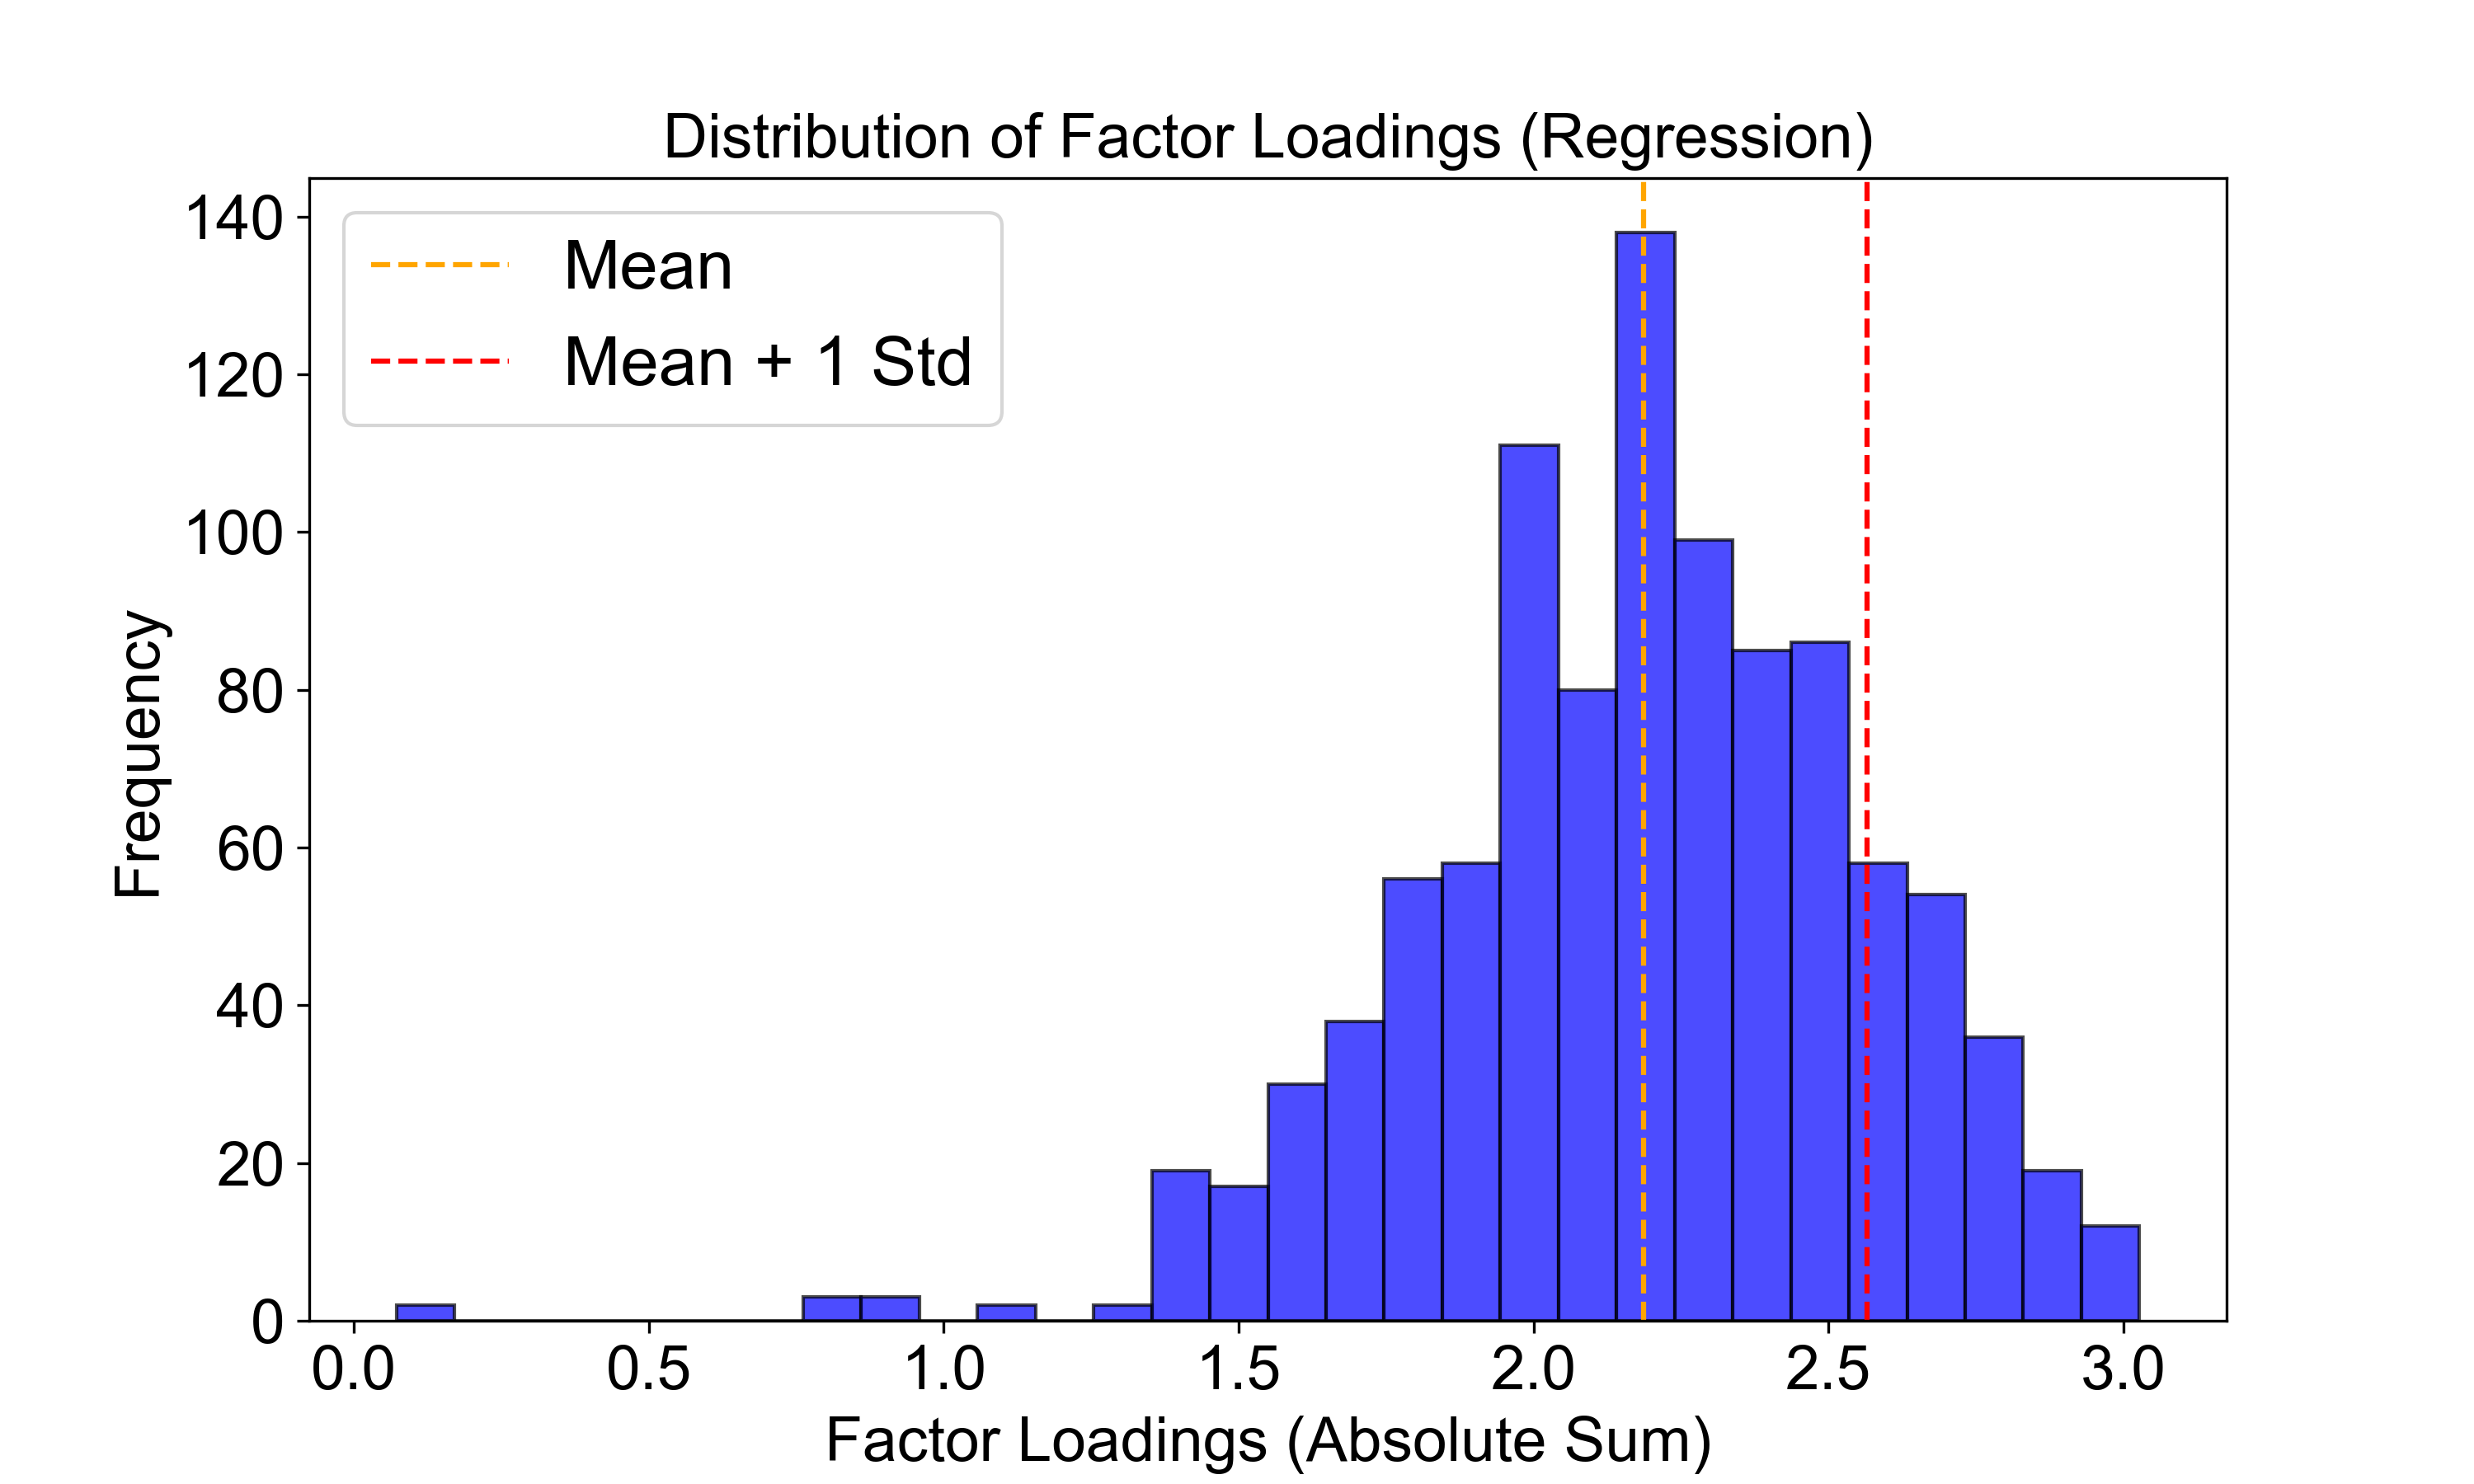 Distribution of Factor Loadings (Regression)
Mean
Mean + 1 Std
140
120
100
80
60
40
20
0
Frequency
0.0 0.5 1.0 1.5 2.0 2.5 3.0
Factor Loadings (Absolute Sum)